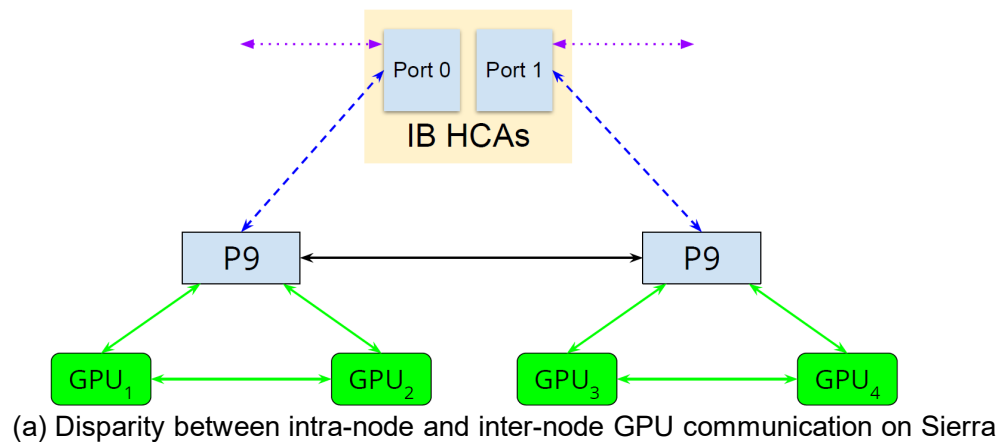 Port 0
Port 1
IB HCAs
P9
P9
GPU₁
GPU₂
GPU₃
GPU₄
(a) Disparity between intra-node and inter-node GPU communication on Sierra